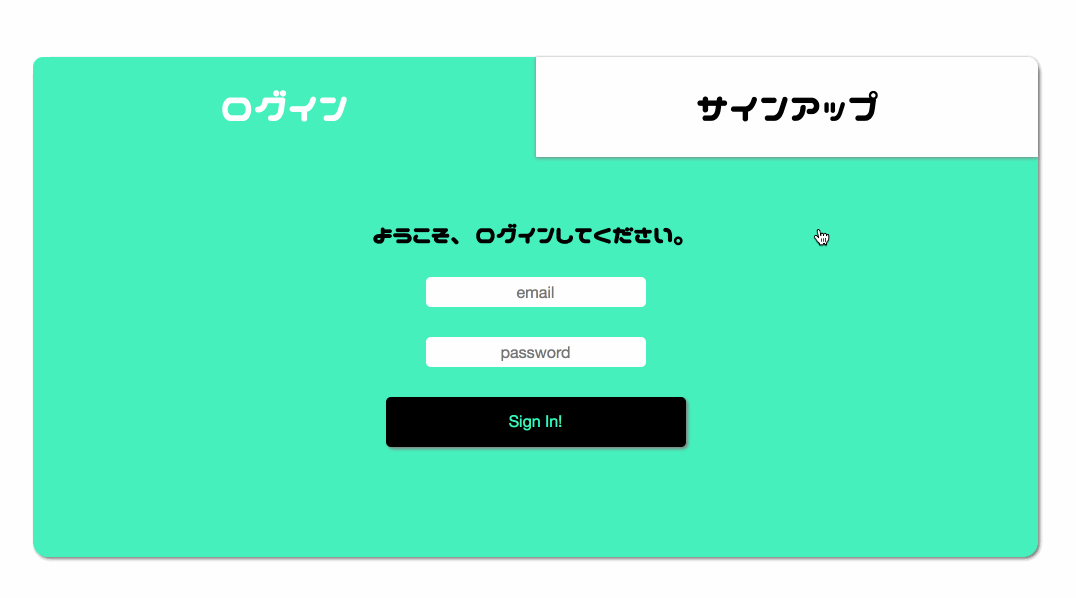 ログイン
サインアップ
ようこそ、ログインしてください。
email
password
Sign In!